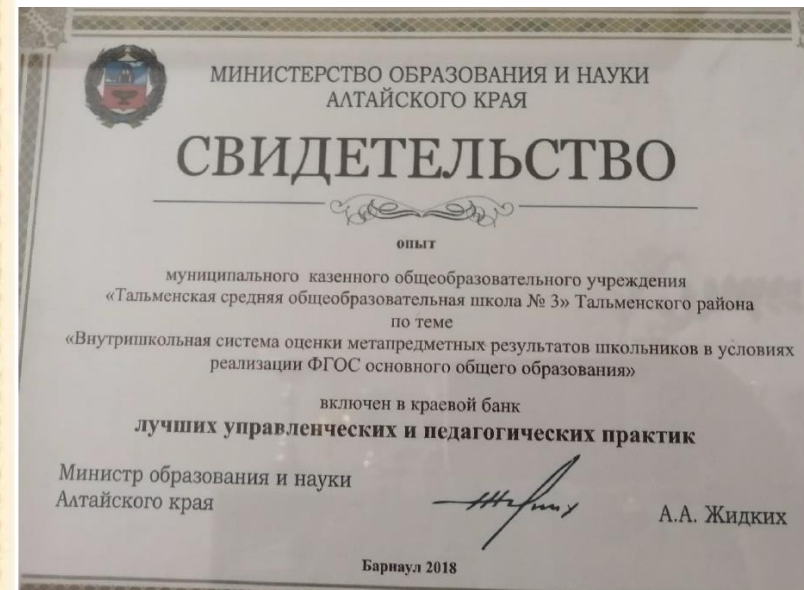 МИНИСТЕРСТВО ОБРАЗОВАНИЯ И НАУКИ
АЛТАЙСКОГО КРАЯ
СВИДЕТЕЛЬСТВО
опыт
муниципального казенного общеобразовательного учреждения
«Тальменская средняя общеобразовательная школа № 3» Тальменского района
по теме
«Внутришкольная система оценки метапредметных результатов школьников в условиях
реализации ФГОС основного общего образования»
включен в краевой банк
лучших управленческих и педагогических практик
Министр образования и науки
Алтайского края
А.А. Жидких
Барнаул 2018